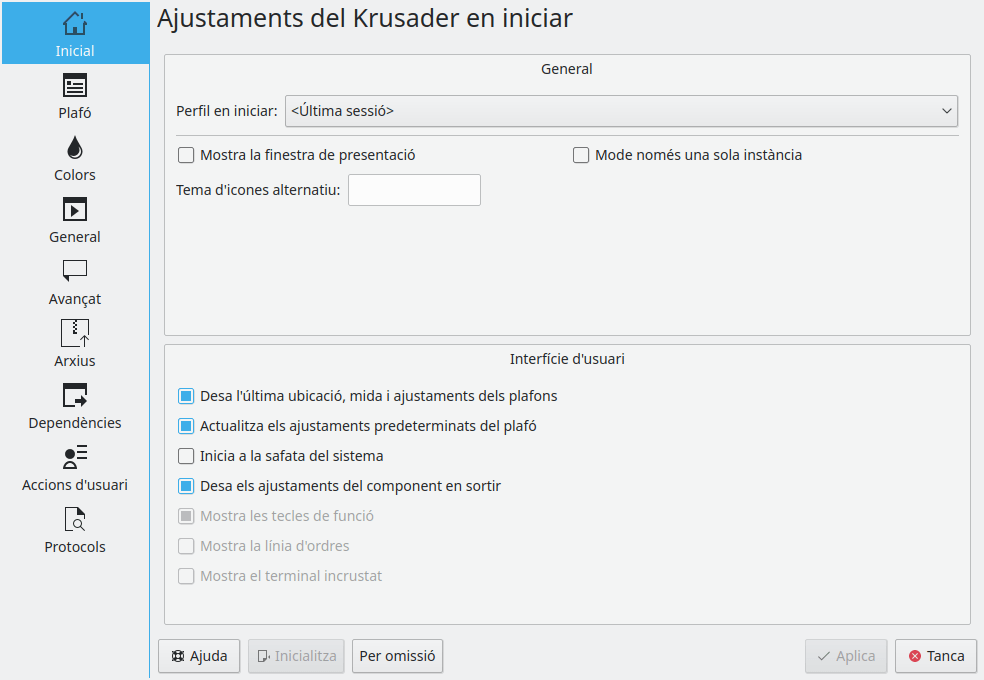 Ajustaments del Krusader en iniciar
Inicial
Plafó
Colors
General
Avançat
Arxius
Dependències
Accions d'usuari
Protocols
General
Perfil en iniciar: <Última sessió>
Mostra la finestra de presentació Mode només una sola instància
Tema d'icones alternatiu:
Interfície d'usuari
Desa l'última ubicació, mida i ajustaments dels plafons
Actualitza els ajustaments predeterminats del plafó
Inicia a la safata del sistema
Desa els ajustaments del component en sortir
Mostra les tecles de funció
Mostra la línia d'ordres
Mostra el terminal incrustat
Ajuda Inicialitza Per omissió Aplica Tanca